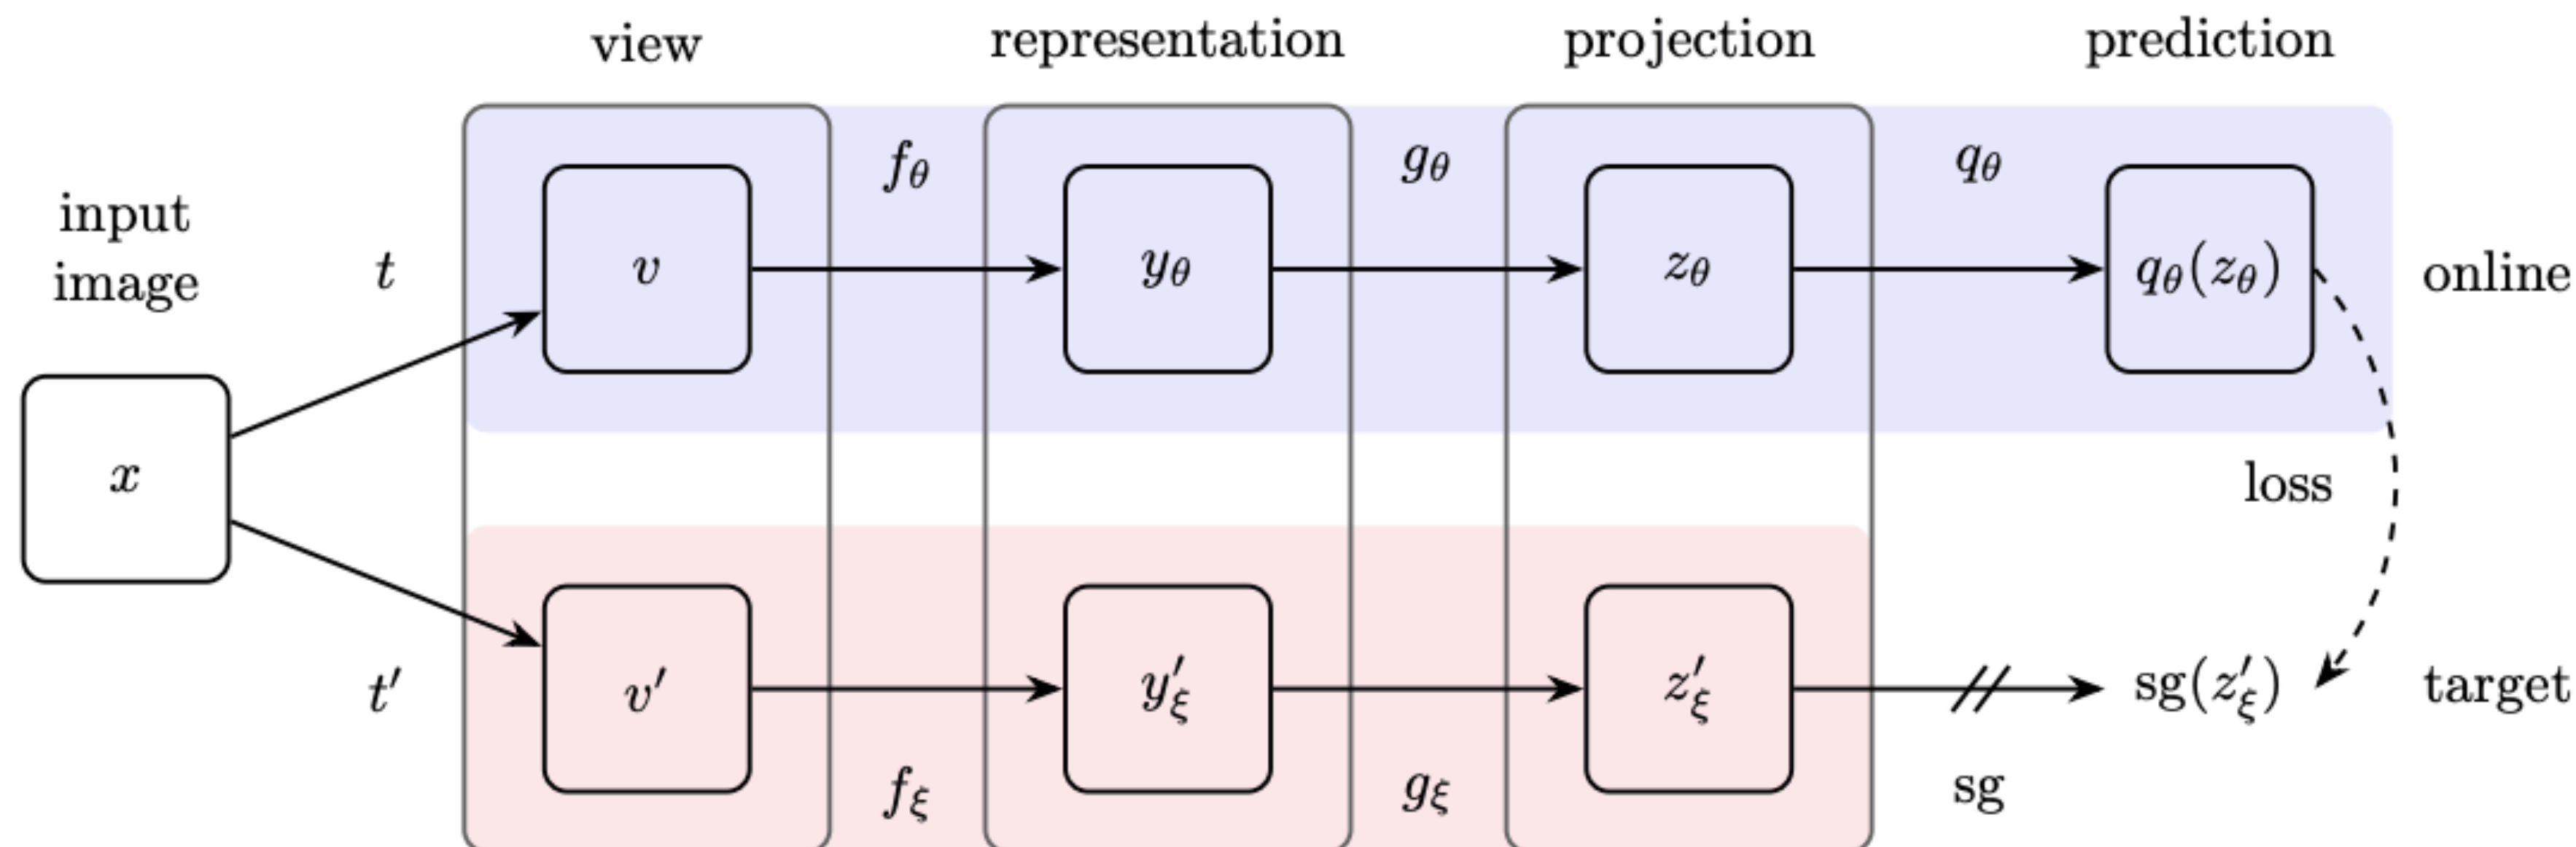 view representation projection prediction
input
image
t
f_θ g_θ q_θ
v y_θ z_θ q_θ(z_θ) online
x
loss
t′
v′ y′_ξ z′_ξ sg(z′_ξ) target
f_ξ g_ξ sg